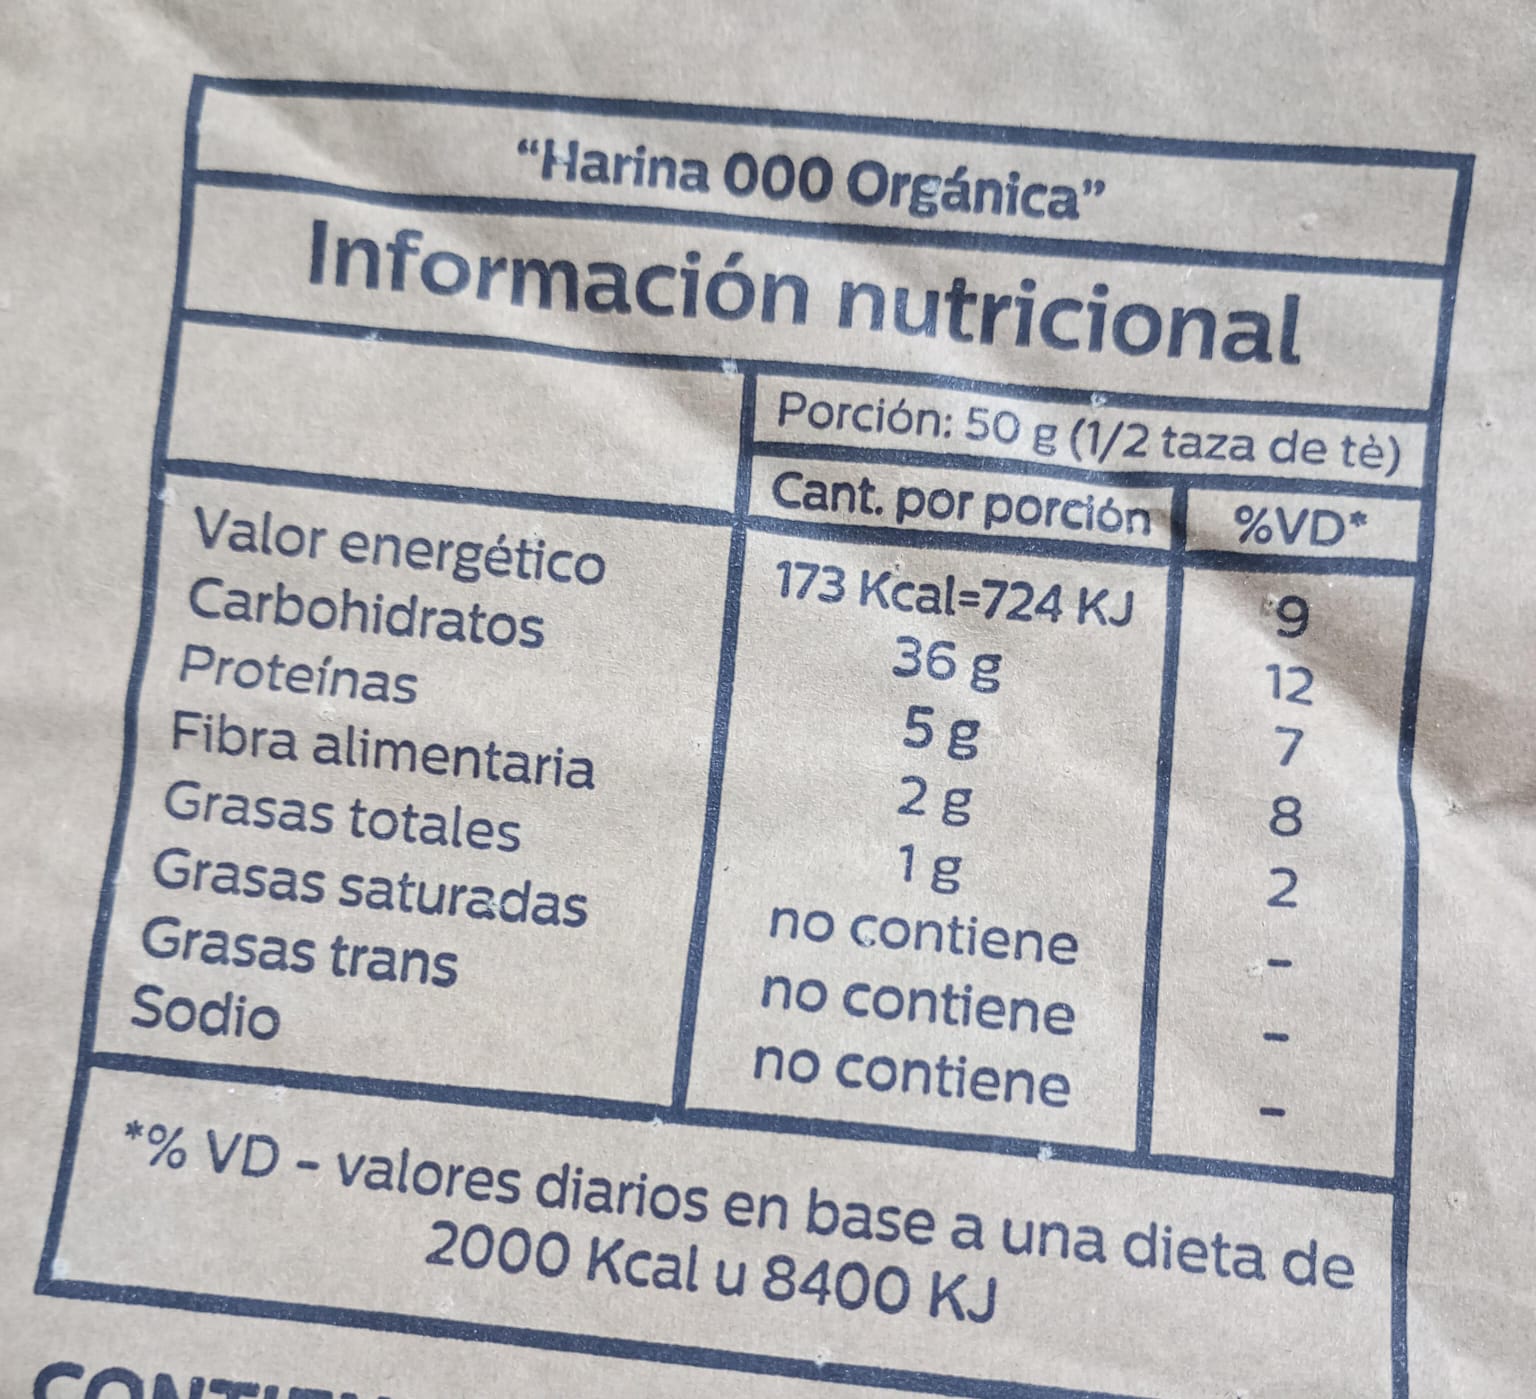 “Harina 000 Orgánica”
Información nutricional
Porción: 50 g (1/2 taza de tè)
Cant. por porción %VD*
Valor energético 173 Kcal=724 KJ 9
Carbohidratos 36 g 12
Proteínas 5 g 7
Fibra alimentaria 2 g 8
Grasas totales 1 g 2
Grasas saturadas no contiene -
Grasas trans no contiene -
Sodio no contiene -
*% VD - valores diarios en base a una dieta de
2000 Kcal u 8400 KJ